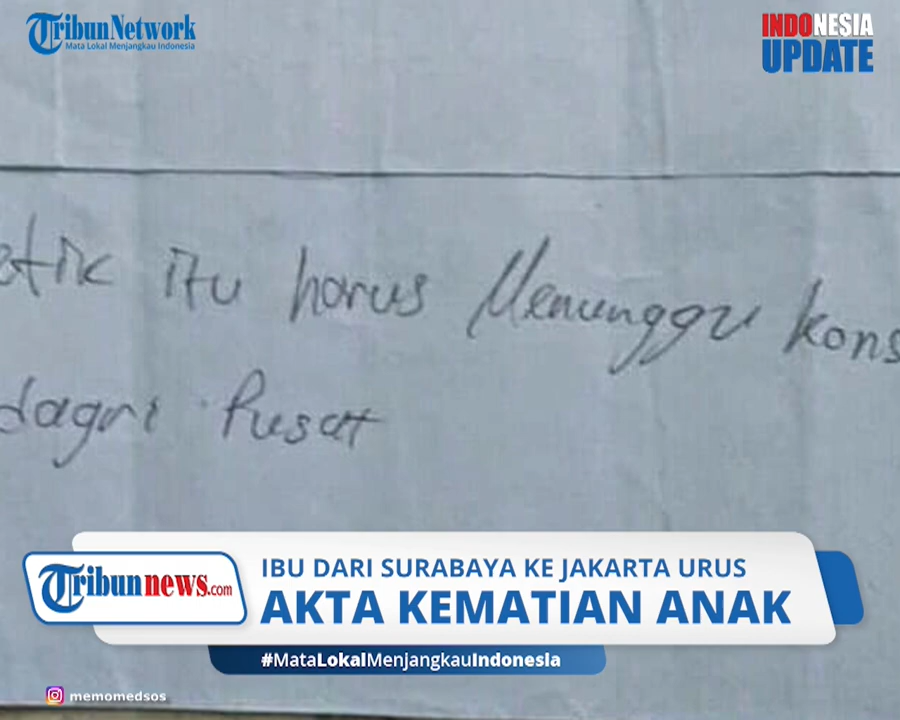 TribunNetwork
Mata Lokal Menjangkau Indonesia
INDONESIA
UPDATE
itu harus Menunggu
Pusat
Tribunnews.com
IBU DARI SURABAYA KE JAKARTA URUS
AKTA KEMATIAN ANAK
#MataLokalMenjangkauIndonesia
memomedsos